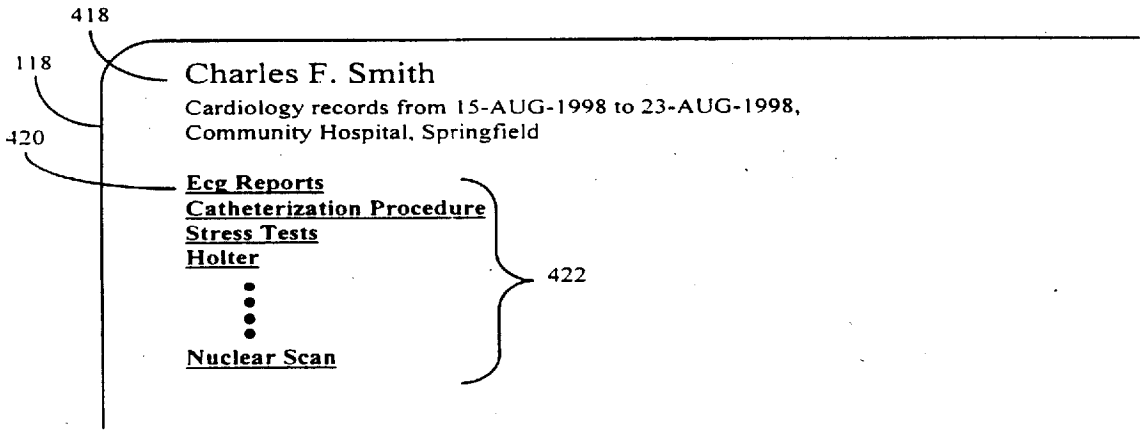 418
118
Charles F. Smith
Cardiology records from 15-AUG-1998 to 23-AUG-1998,
Community Hospital, Springfield
420
Ecg Reports
Catheterization Procedure
Stress Tests
Holter
422
Nuclear Scan